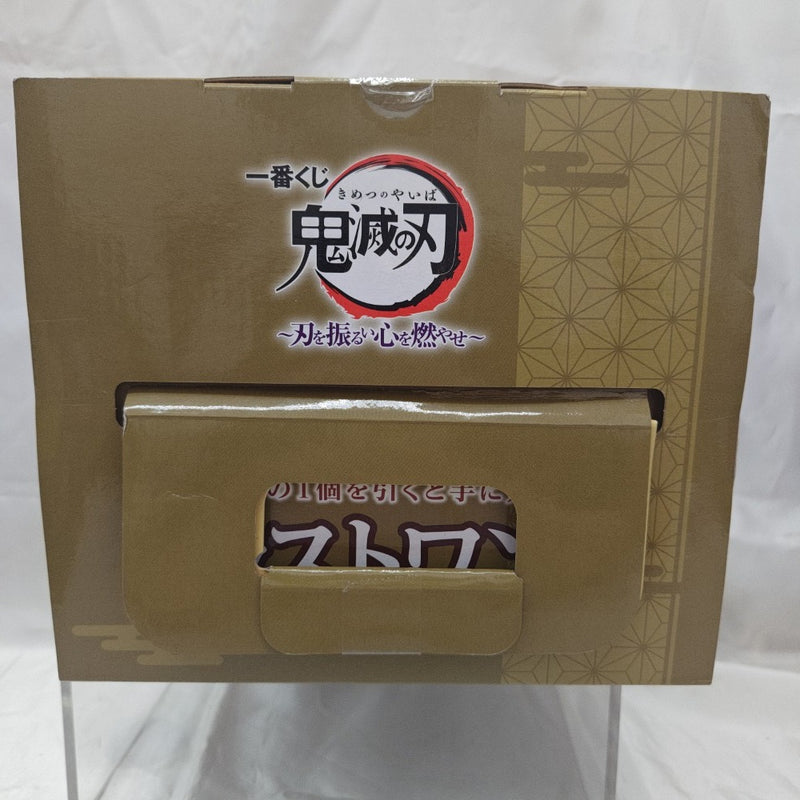 一番くじ
きめつのやいば
鬼滅の刃
～刃を振るい心を燃やせ～
の1個を引くと手に
ストワン